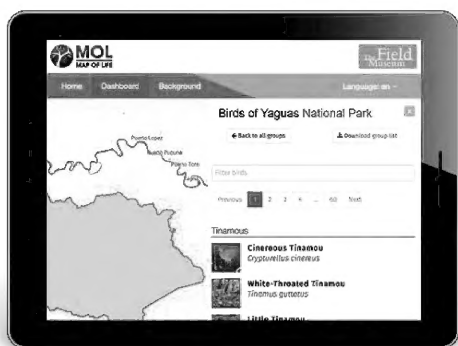 MOL
MAP OF LIFE
The Field
Museum
Home Dashboard Background Language: en
Birds of Yaguas National Park
Back to all groups Download group list
Puerto Lopez
Filter birds
Previous 1 2 3 4 ... 60 Next
Tinamous
Cinereous Tinamou
Crypturellus cinereus
White-Throated Tinamou
Tinamus guttatus
Little Tinamou